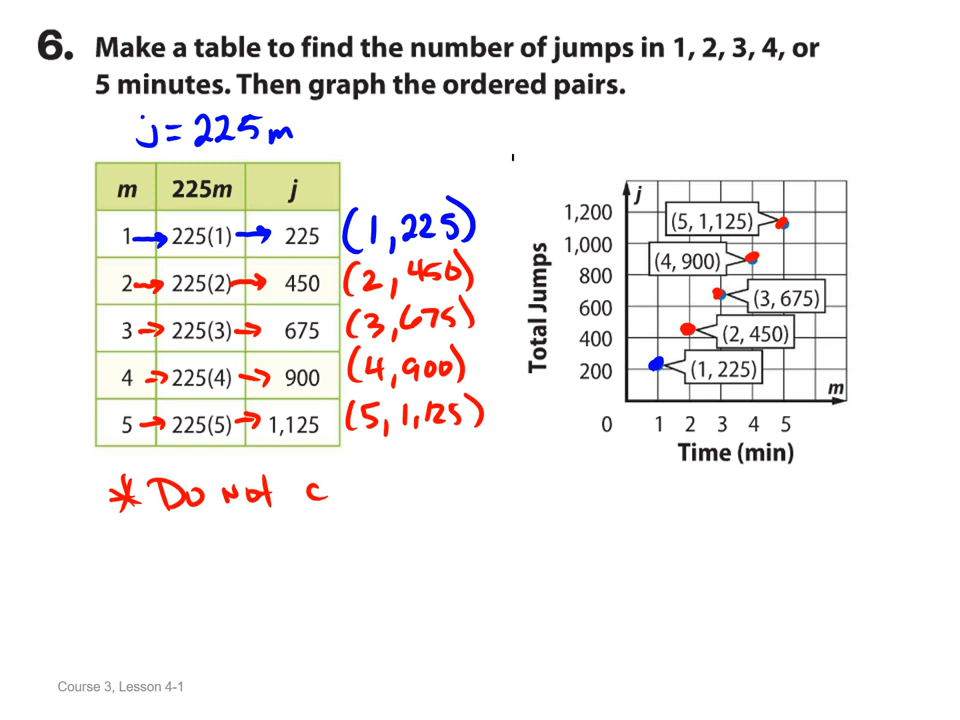 6. Make a table to find the number of jumps in 1, 2, 3, 4, or
5 minutes. Then graph the ordered pairs.
j = 225m
m 225m j
1 → 225(1) → 225 (1, 225)
2 → 225(2) → 450 (2, 450)
3 → 225(3) → 675 (3, 675)
4 → 225(4) → 900 (4, 900)
5 → 225(5) → 1,125 (5, 1,125)
* Do Not c
Total Jumps
j
1,200
1,000
800
600
400
200
0 1 2 3 4 5
m
Time (min)
(5, 1,125)
(4, 900)
(3, 675)
(2, 450)
(1, 225)
Course 3, Lesson 4-1